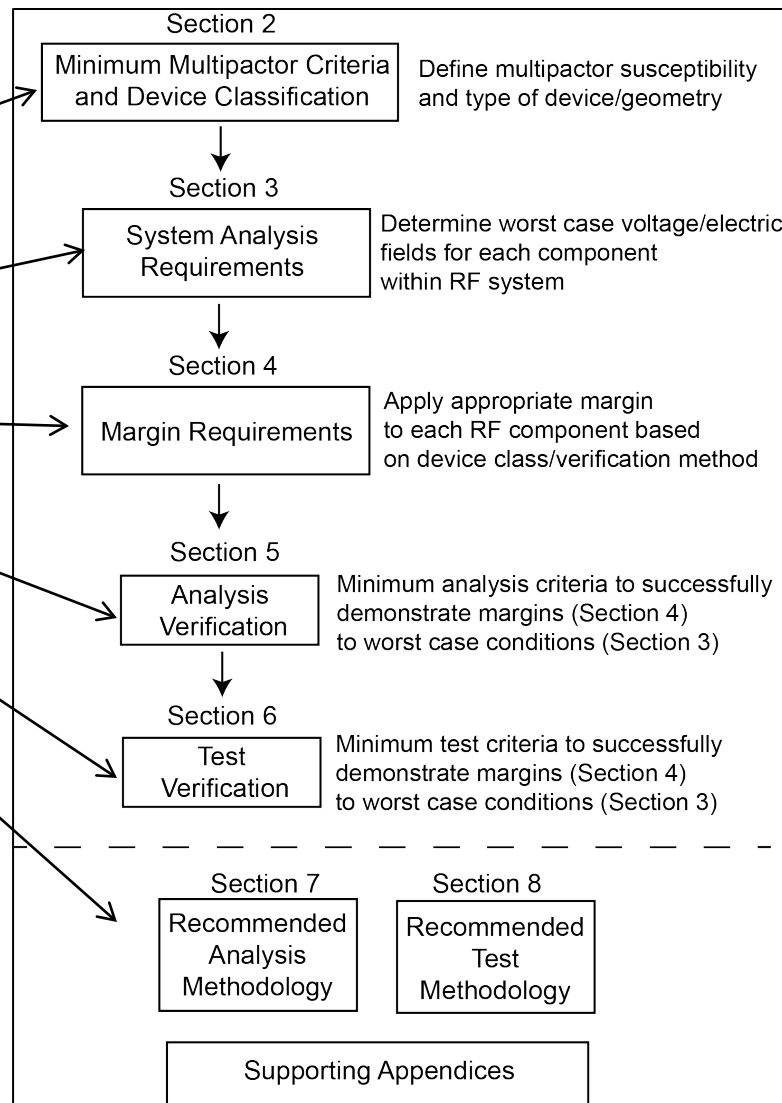 Section 2
Minimum Multipactor Criteria
and Device Classification
Define multipactor susceptibility
and type of device/geometry
Section 3
System Analysis
Requirements
Determine worst case voltage/electric
fields for each component
within RF system
Section 4
Margin Requirements
Apply appropriate margin
to each RF component based
on device class/verification method
Section 5
Analysis
Verification
Minimum analysis criteria to successfully
demonstrate margins (Section 4)
to worst case conditions (Section 3)
Section 6
Test
Verification
Minimum test criteria to successfully
demonstrate margins (Section 4)
to worst case conditions (Section 3)
Section 7
Recommended
Analysis
Methodology
Section 8
Recommended
Test
Methodology
Supporting Appendices